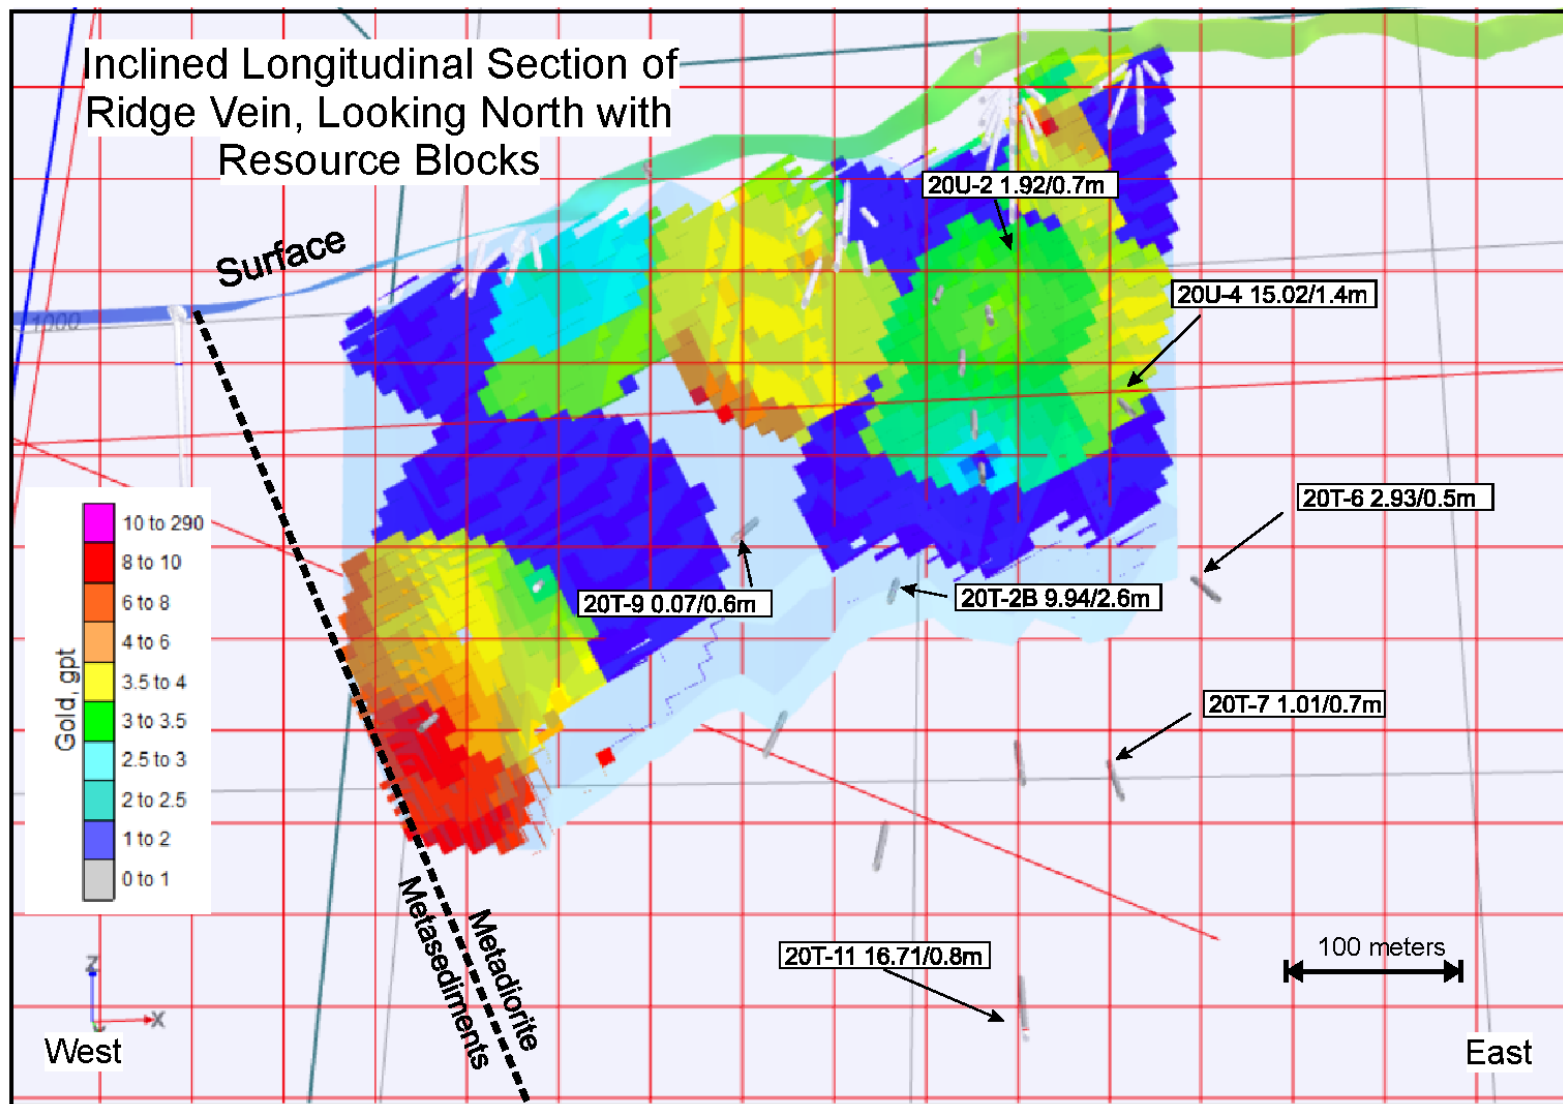 Inclined Longitudinal Section of
Ridge Vein, Looking North with
Resource Blocks
Surface
1000
20U-2 1.92/0.7m
20U-4 15.02/1.4m
20T-6 2.93/0.5m
20T-9 0.07/0.6m
20T-2B 9.94/2.6m
20T-7 1.01/0.7m
20T-11 16.71/0.8m
Gold, gpt
10 to 290
8 to 10
6 to 8
4 to 6
3.5 to 4
3 to 3.5
2.5 to 3
2 to 2.5
1 to 2
0 to 1
Metadiorite
Metasediments
100 meters
Z
X
West
East